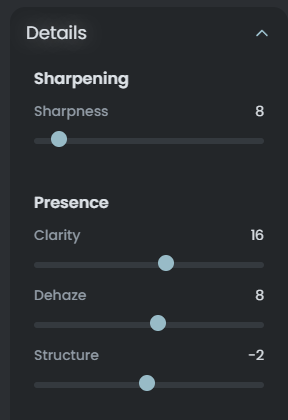 Details
Sharpening
Sharpness 8
Presence
Clarity 16
Dehaze 8
Structure -2